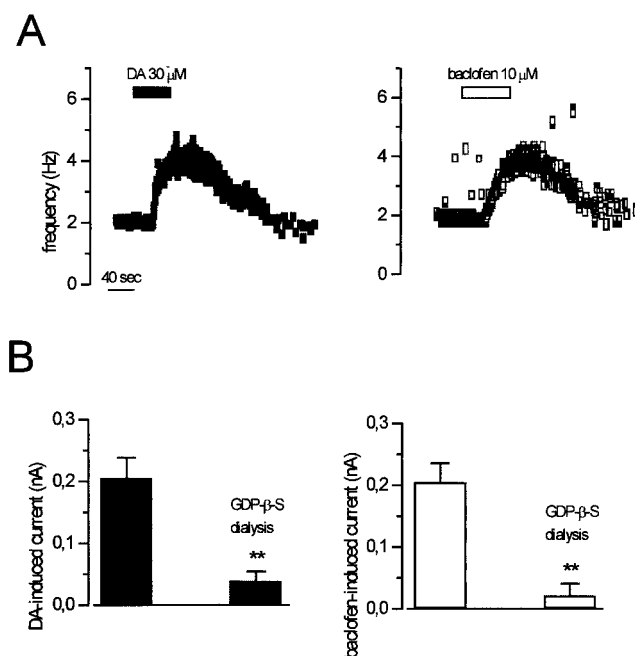 A
DA 30 μM
baclofen 10 μM
6
4
2
0
frequency (Hz)
40 sec
6
4
2
0
B
0,3
0,2
0,1
0,0
DA-induced current (nA)
GDP-β-S
dialysis
**
0,3
0,2
0,1
0,0
baclofen-induced current (nA)
GDP-β-S
dialysis
**